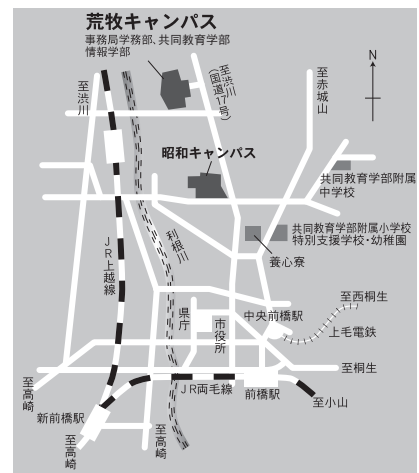 荒牧キャンパス
事務局学務部、共同教育学部
情報学部
N
至渋川
至渋川
(国道17号)
至赤城山
昭和キャンパス
共同教育学部附属
中学校
共同教育学部附属小学校
特別支援学校・幼稚園
養心寮
利根川
JR上越線
県庁
市役所
中央前橋駅
至西桐生
上毛電鉄
至桐生
至高崎
JR両毛線
前橋駅
至小山
新前橋駅
至高崎
至高崎